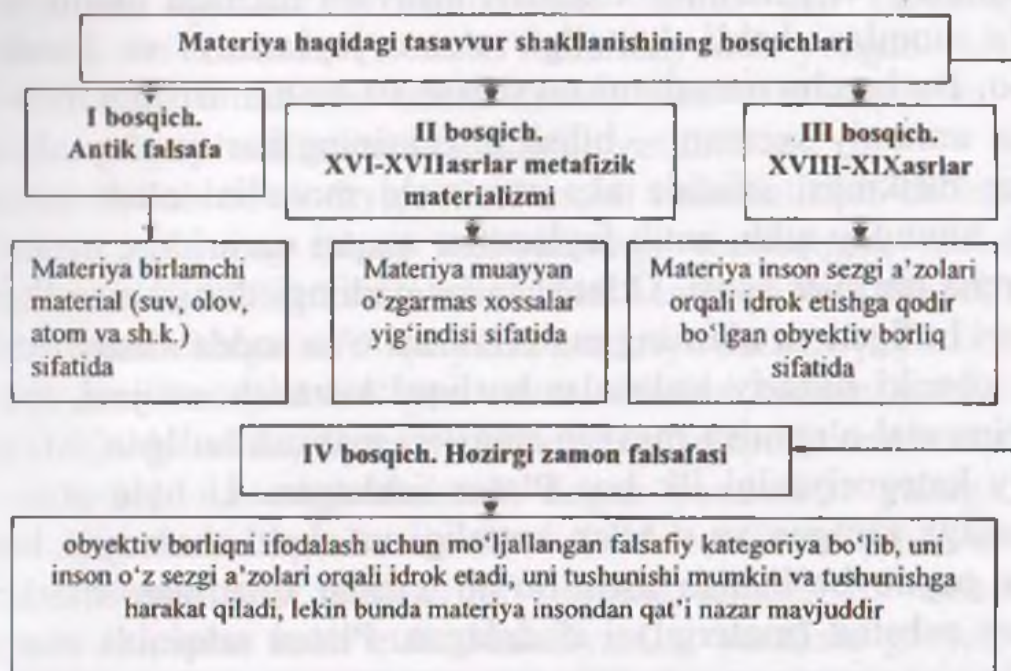 Materiya haqidagi tasavvur shakllanishining bosqichlari
I bosqich.
Antik falsafa
II bosqich.
XVI-XVIIasrlar metafizik
materializmi
III bosqich.
XVIII-XIXasrlar
Materiya birlamchi
material (suv, olov,
atom va sh.k.)
sifatida
Materiya muayyan
o‘zgarmas xossalar
yig‘indisi sifatida
Materiya inson sezgi a’zolari
orqali idrok etishga qodir
bo‘lgan obyektiv borliq
sifatida
IV bosqich. Hozirgi zamon falsafasi
obyektiv borliqni ifodalash uchun mo‘ljallangan falsafiy kategoriya bo‘lib, uni
inson o‘z sezgi a’zolari orqali idrok etadi, uni tushunishi mumkin va tushunishga
harakat qiladi, lekin bunda materiya insondan qat’i nazar mavjuddir